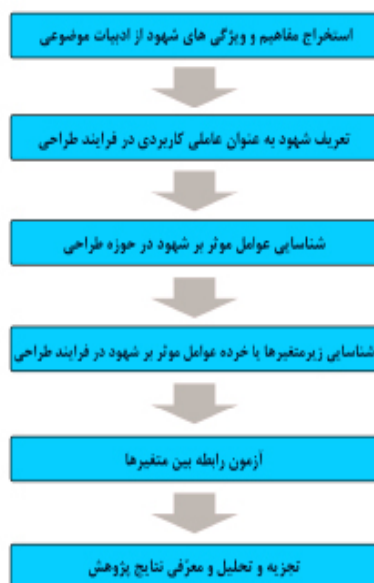 استخراج مفاهیم و ویژگی های شهود از ادبیات موضوعی
تعریف شهود به عنوان عاملی کاربردی در فرایند طراحی
شناسایی عوامل موثر بر شهود در حوزه طراحی
شناسایی زیرمتغیرها یا خرده عوامل موثر بر شهود در فرایند طراحی
آزمون رابطه بین متغیرها
تجزیه و تحلیل و معرّفی نتایج پژوهش